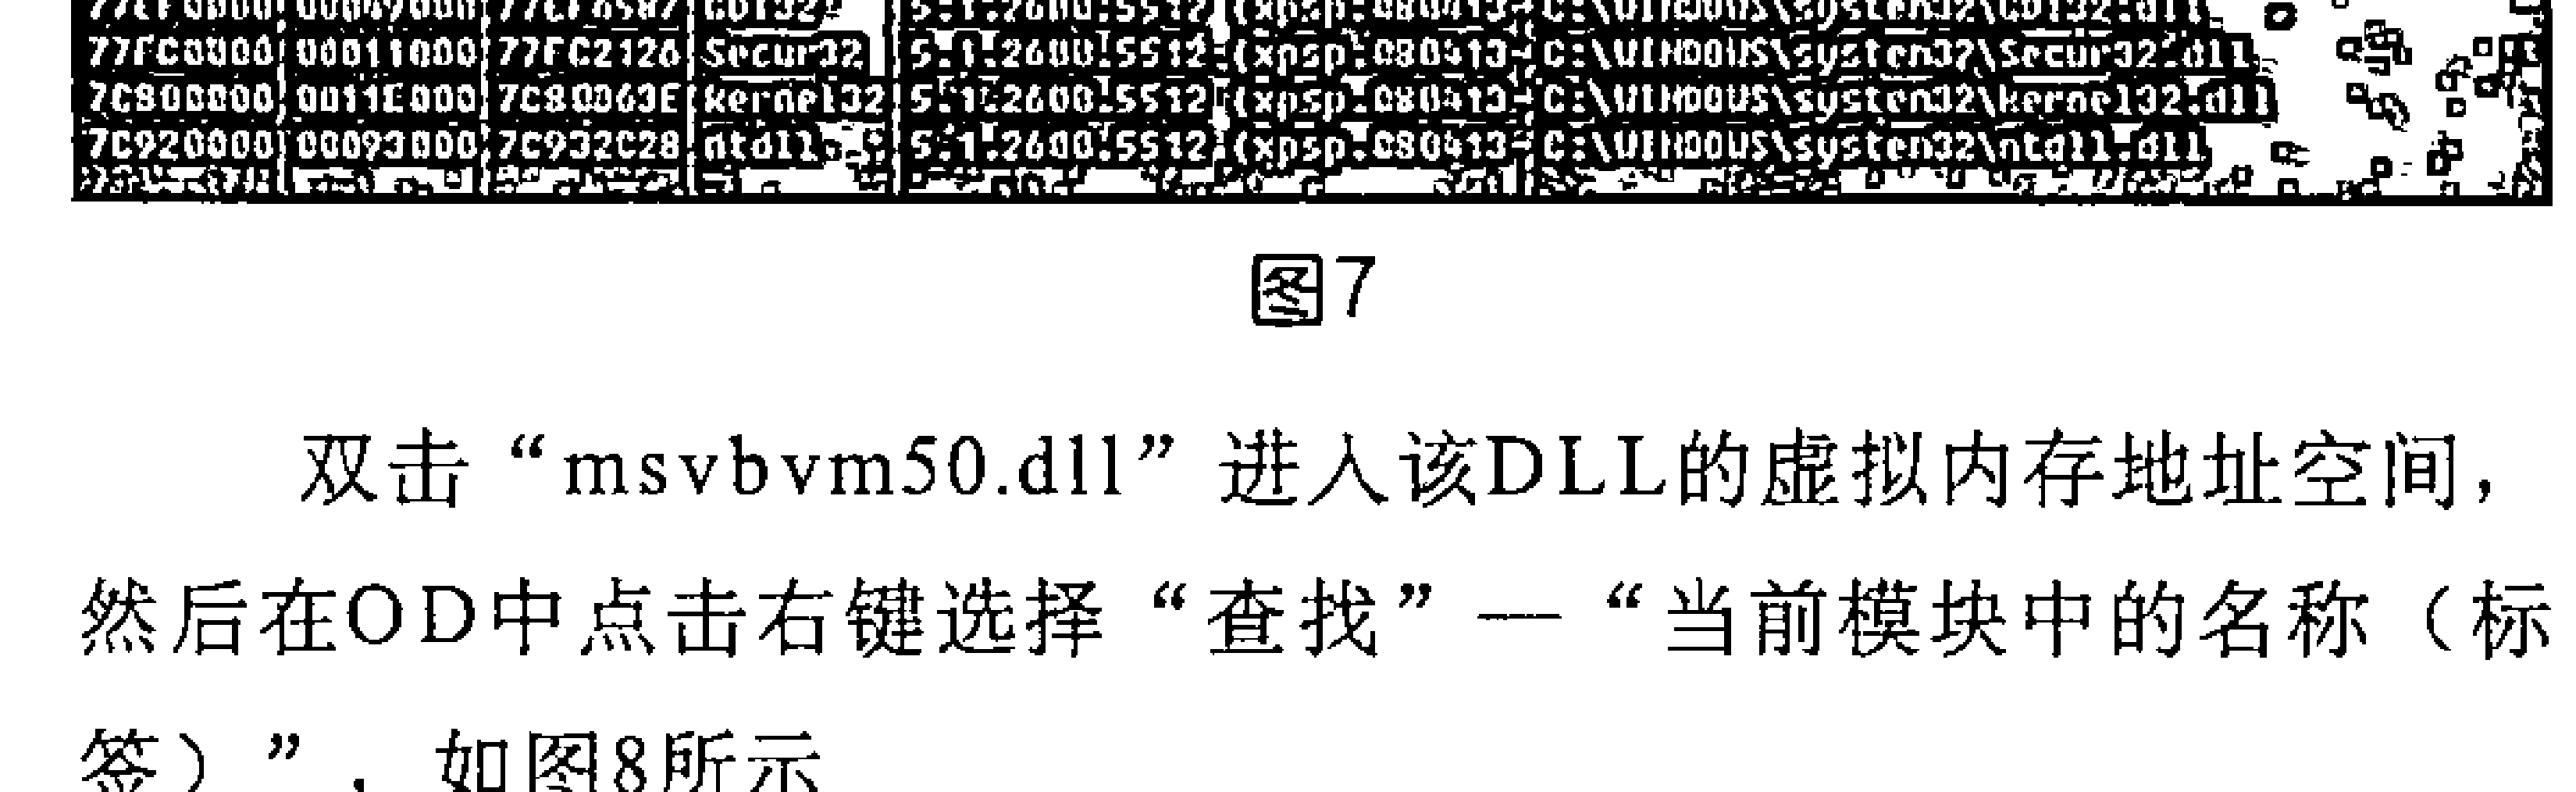 77FC0000 00011000 77FC2126 Secur32 5.1.2600.5512 (xpsp.080413- C:\WINDOWS\system32\Secur32.dll
7C800000 0011E000 7C80B63E kernel32 5.1.2600.5512 (xpsp.080413- C:\WINDOWS\system32\kernel32.dll
7C920000 00093000 7C932C28 ntdll 5.1.2600.5512 (xpsp.080413- C:\WINDOWS\system32\ntdll.dll
图7
双击“msvbvm50.dll”进入该DLL的虚拟内存地址空间，
然后在OD中点击右键选择“查找”—“当前模块中的名称（标
签）”，如图8所示